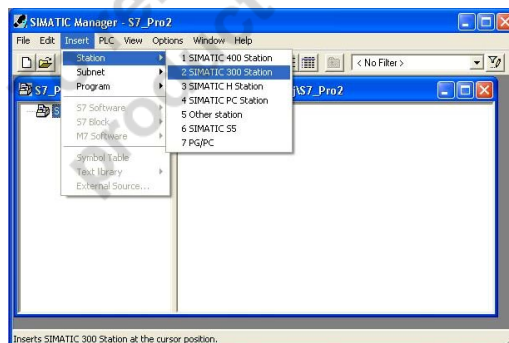 SIMATIC Manager - S7_Pro2
File Edit Insert PLC View Options Window Help
< No Filter >
Station
Subnet
Program
S7 Software
S7 Block
M7 Software
Symbol Table
Text library
External Source...
1 SIMATIC 400 Station
2 SIMATIC 300 Station
3 SIMATIC H Station
4 SIMATIC PC Station
5 Other station
6 SIMATIC S5
7 PG/PC
S7_P j\S7_Pro2
Inserts SIMATIC 300 Station at the cursor position.